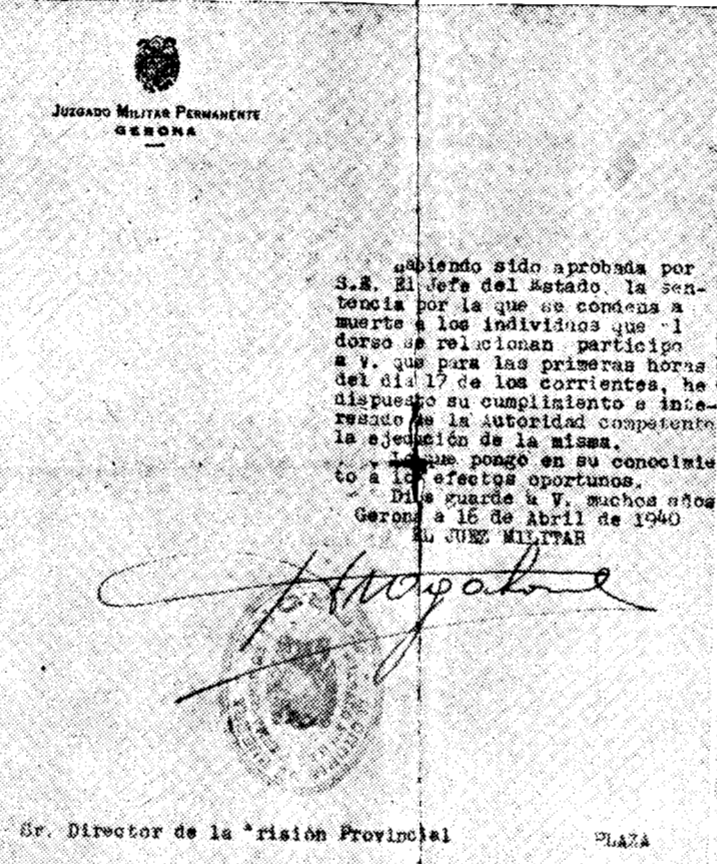 JUZGADO MILITAR PERMANENTE
GERONA
Habiendo sido aprobada por
S.E. El Jefe del Estado, la sen-
tencia por la que se condena a
muerte a los individuos que al
dorso se relacionan participo
a V. que para las primeras horas
del dia 17 de los corrientes, he
dispuesto su cumplimiento e inte-
resado de la Autoridad competente
la ejecución de la misma.
Lo que pongo en su conocimie
to a los efectos oportunos.
Dios guarde a V. muchos años
Gerona a 16 de Abril de 1940
EL JUEZ MILITAR
Sr. Director de la Prisión Provincial PLAZA